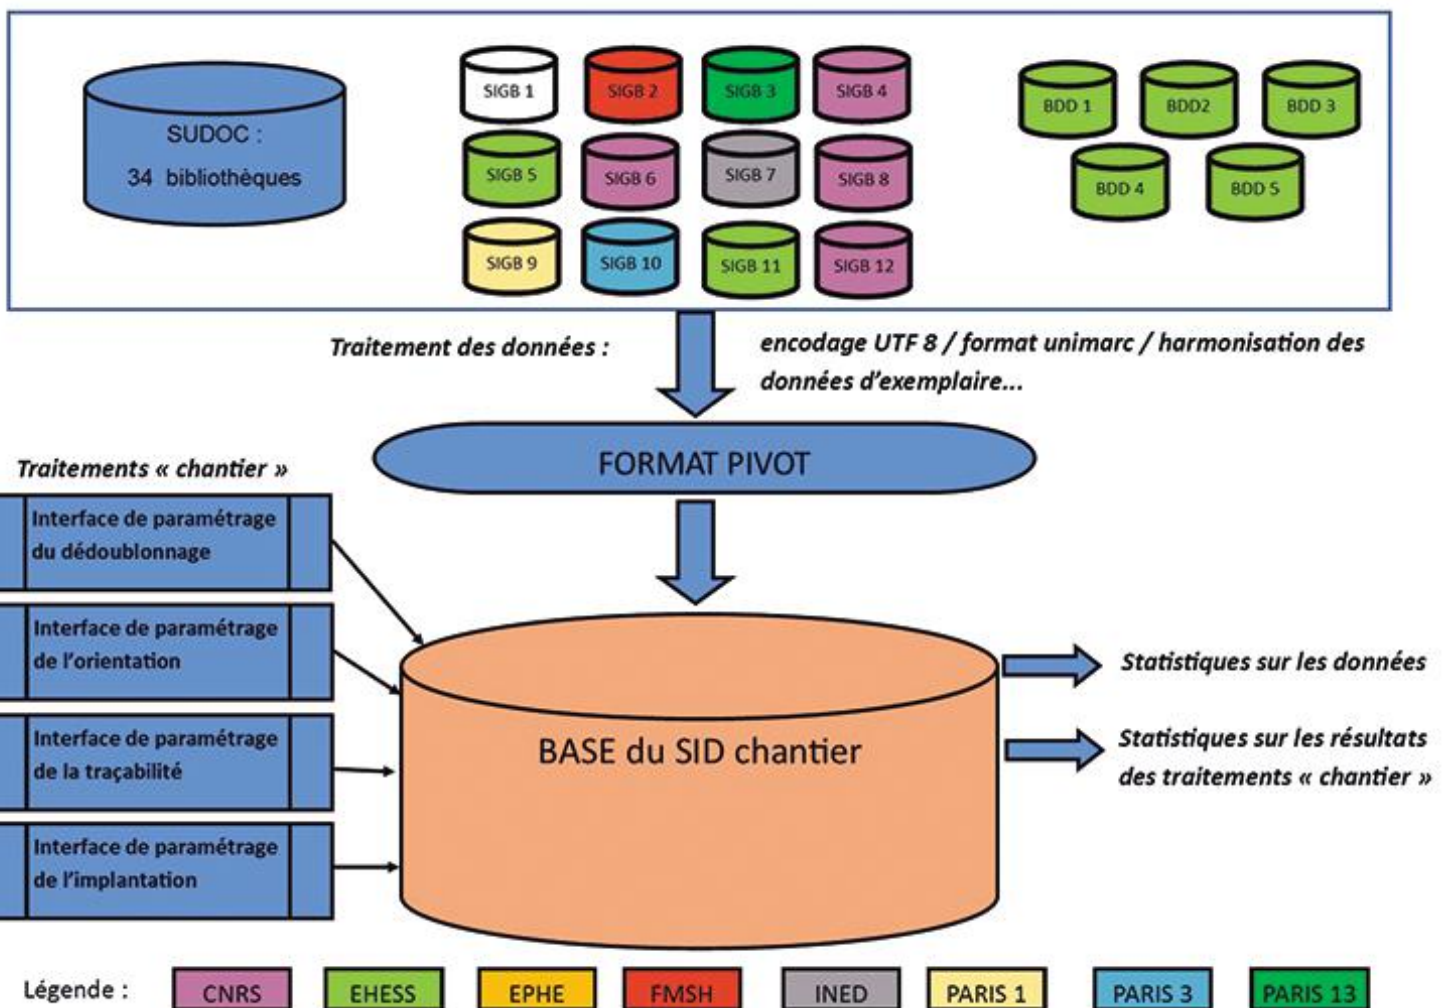 SUDOC :
34 bibliothèques
SIGB 1
SIGB 2
SIGB 3
SIGB 4
SIGB 5
SIGB 6
SIGB 7
SIGB 8
SIGB 9
SIGB 10
SIGB 11
SIGB 12
BDD 1
BDD2
BDD 3
BDD 4
BDD 5
Traitement des données :
encodage UTF 8 / format unimarc / harmonisation des
données d’exemplaire...
FORMAT PIVOT
Traitements « chantier »
Interface de paramétrage
du dédoublonnage
Interface de paramétrage
de l’orientation
Interface de paramétrage
de la traçabilité
Interface de paramétrage
de l’implantation
BASE du SID chantier
Statistiques sur les données
Statistiques sur les résultats
des traitements « chantier »
Légende :
CNRS
EHESS
EPHE
FMSH
INED
PARIS 1
PARIS 3
PARIS 13